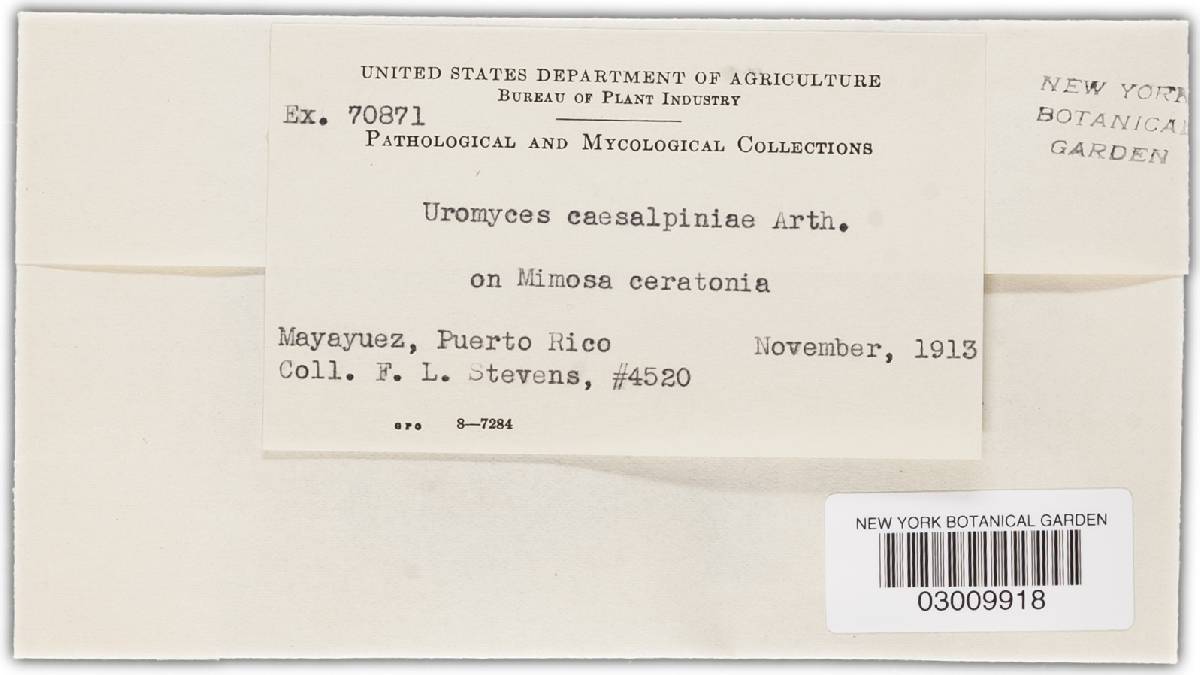 UNITED STATES DEPARTMENT OF AGRICULTURE
BUREAU OF PLANT INDUSTRY
Ex. 70871
PATHOLOGICAL AND MYCOLOGICAL COLLECTIONS
Uromyces caesalpiniae Arth.
on Mimosa ceratonia
Mayayuez, Puerto Rico November, 1913
Coll. F. L. Stevens, #4520
GPO 8—7284
NEW YORK
BOTANICAL
GARDEN
NEW YORK BOTANICAL GARDEN
03009918